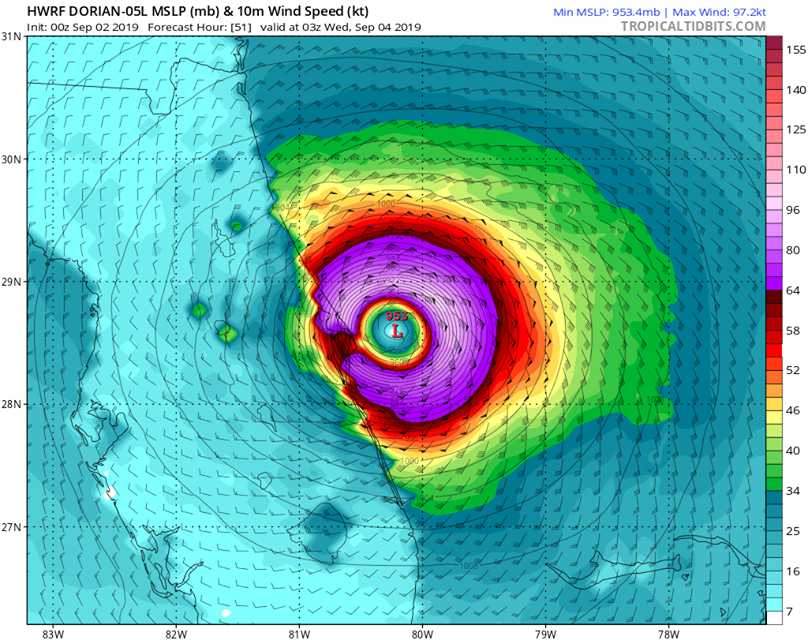 HWRF DORIAN-05L MSLP (mb) & 10m Wind Speed (kt)
Min MSLP: 953.4mb | Max Wind: 97.2kt
Init: 00z Sep 02 2019   Forecast Hour: [51]   valid at 03z Wed, Sep 04 2019
TROPICALTIDBITS.COM
31N
30N
29N
28N
27N
83W
82W
81W
80W
79W
78W
155
140
125
110
96
80
64
58
52
46
40
34
25
16
7
1000
953
L
1000
1008